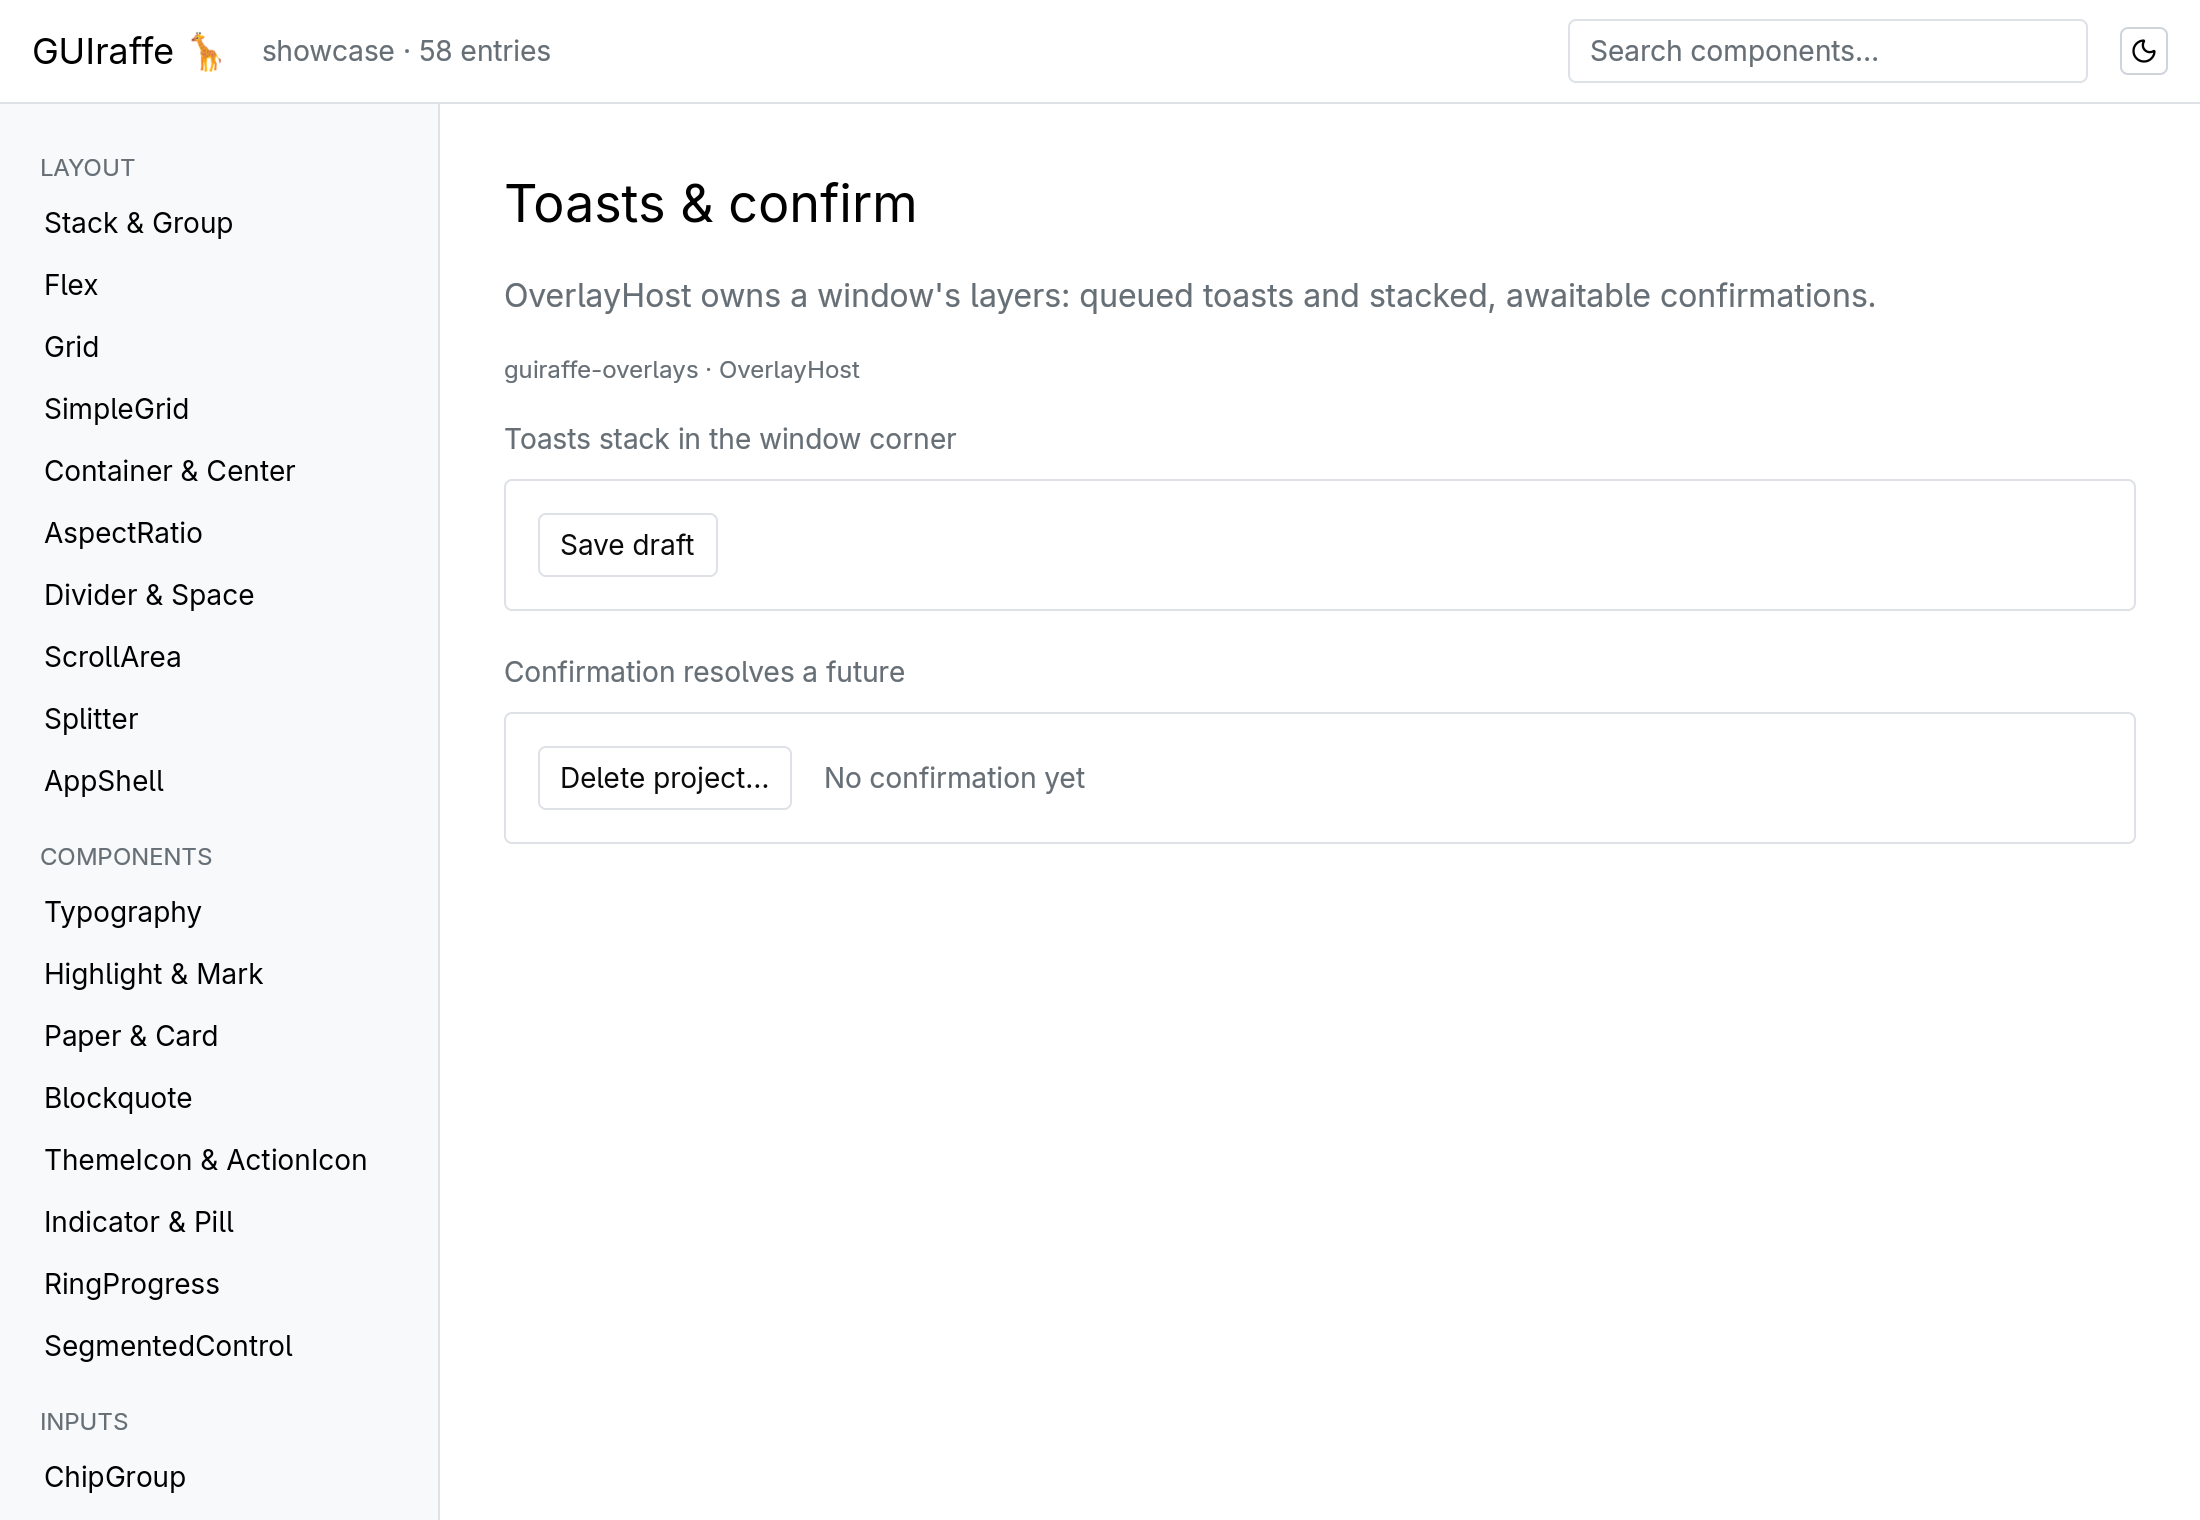 GUIraffe 🦒
showcase · 58 entries
Search components...
LAYOUT
Stack & Group
Flex
Grid
SimpleGrid
Container & Center
AspectRatio
Divider & Space
ScrollArea
Splitter
AppShell
COMPONENTS
Typography
Highlight & Mark
Paper & Card
Blockquote
ThemeIcon & ActionIcon
Indicator & Pill
RingProgress
SegmentedControl
INPUTS
ChipGroup
Toasts & confirm
OverlayHost owns a window's layers: queued toasts and stacked, awaitable confirmations.
guiraffe-overlays · OverlayHost
Toasts stack in the window corner
Save draft
Confirmation resolves a future
Delete project...
No confirmation yet